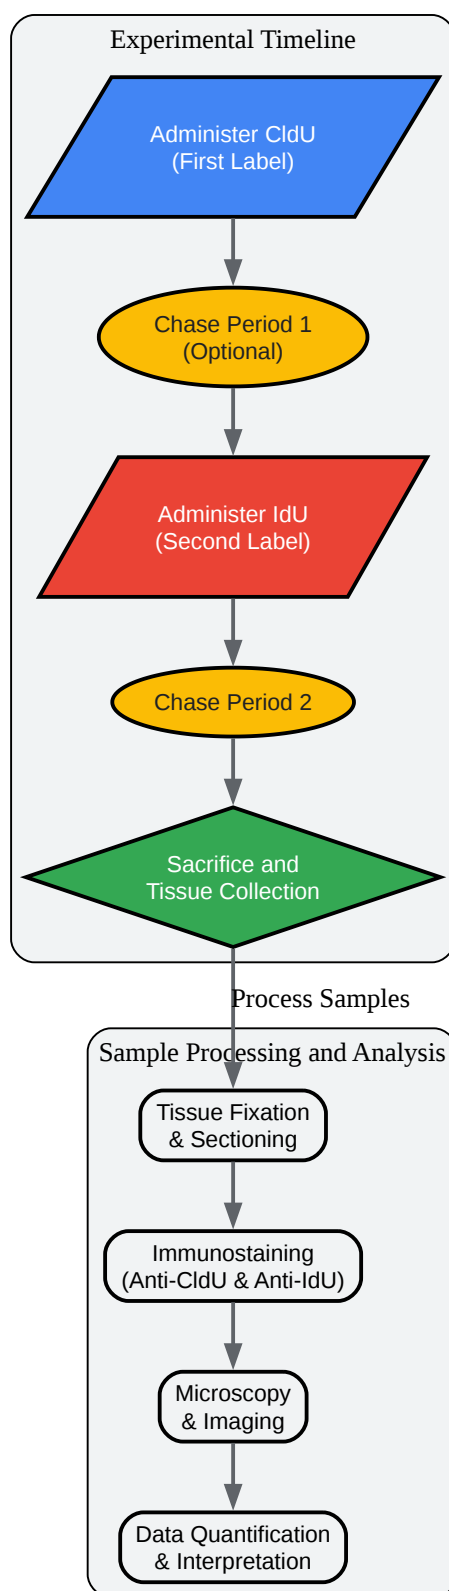 Experimental Timeline
Administer CldU
(First Label)
Chase Period 1
(Optional)
Administer IdU
(Second Label)
Chase Period 2
Sacrifice and
Tissue Collection
Process Samples
Sample Processing and Analysis
Tissue Fixation
& Sectioning
Immunostaining
(Anti-CldU & Anti-IdU)
Microscopy
& Imaging
Data Quantification
& Interpretation